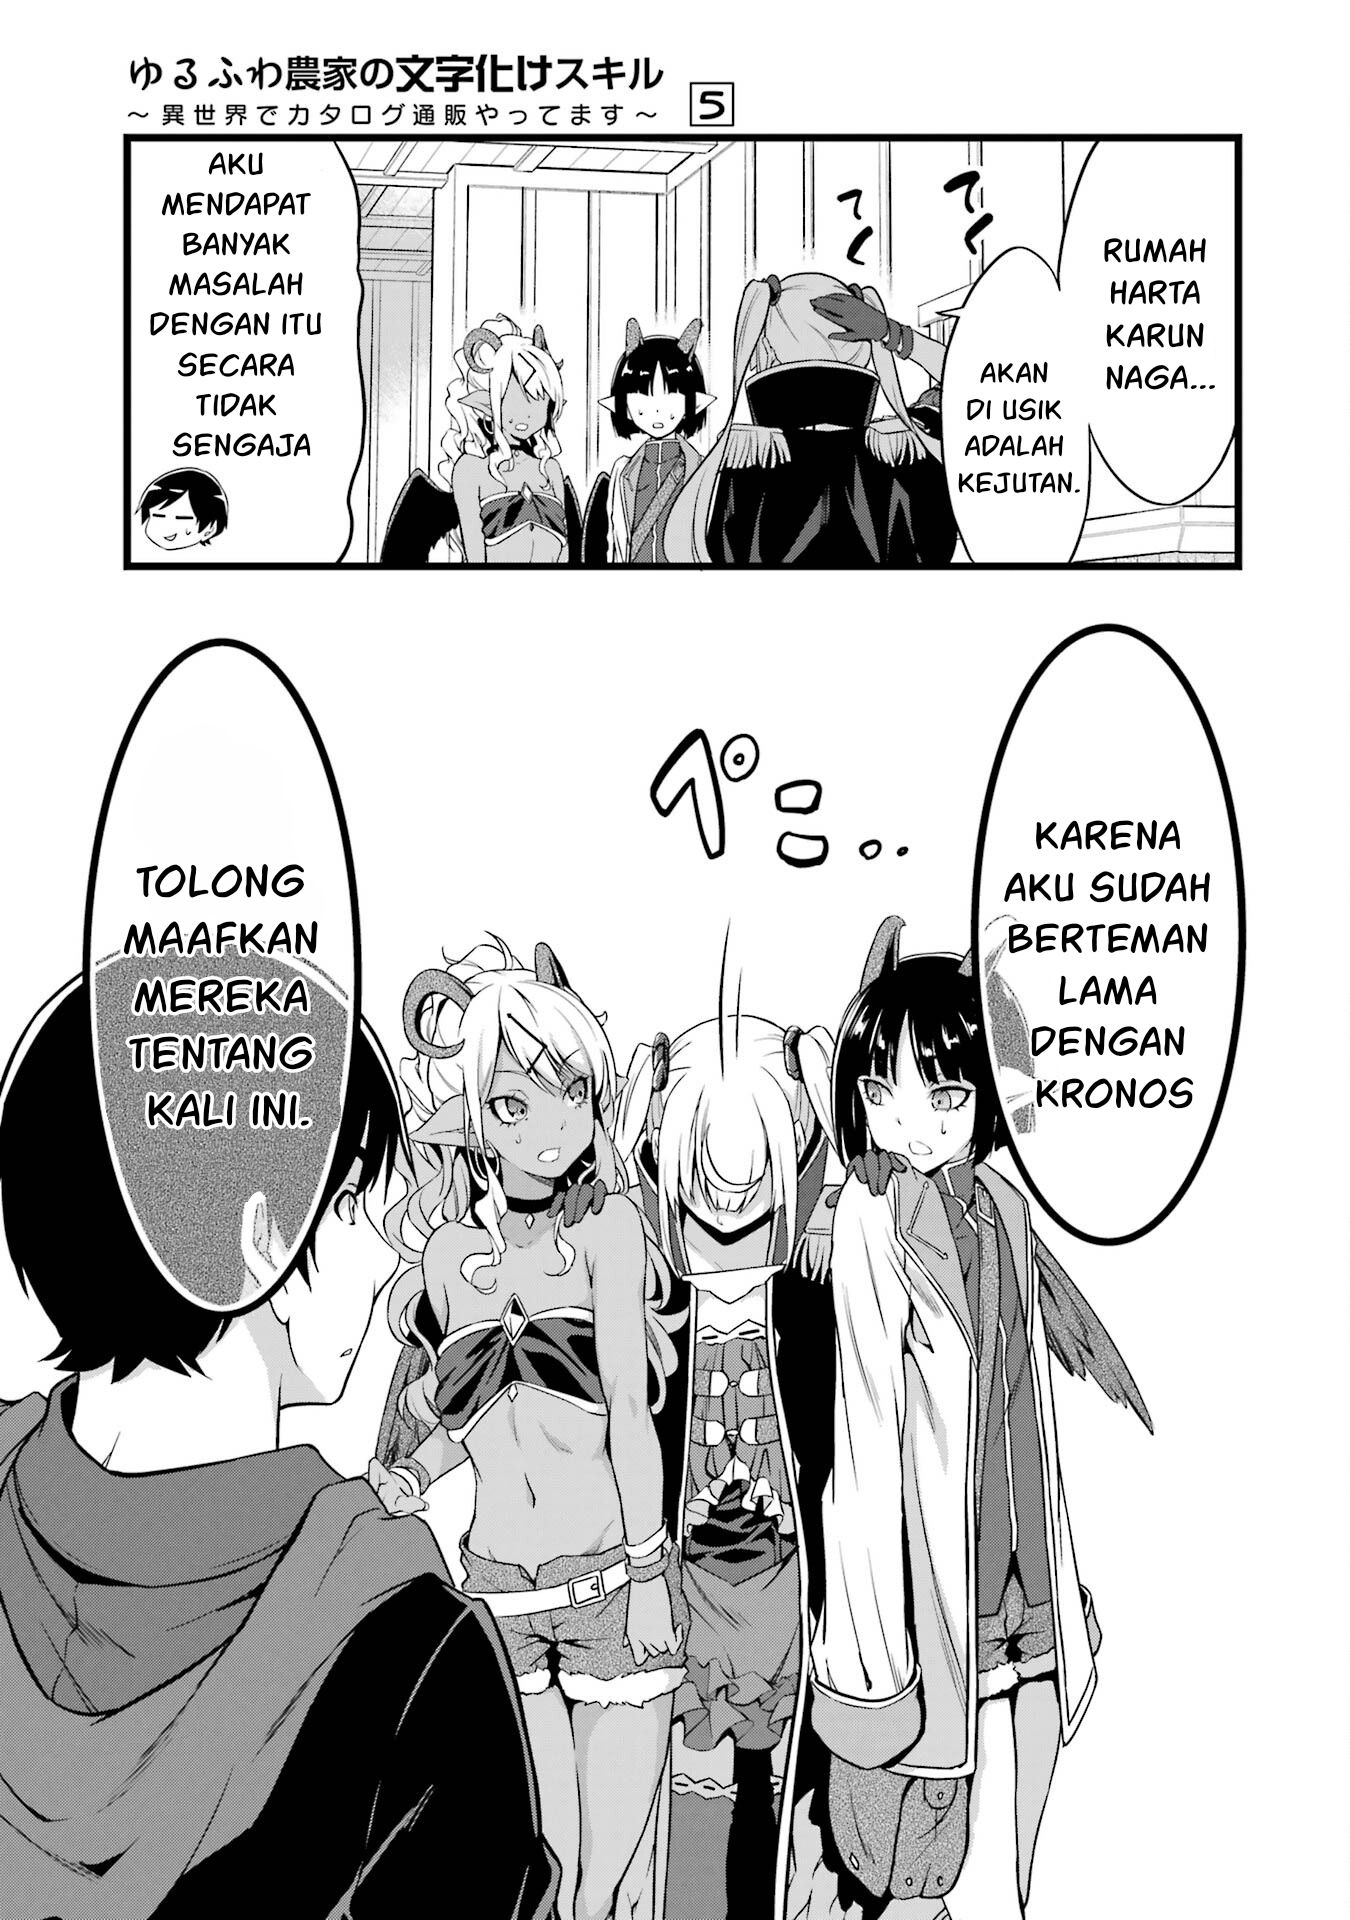 ゆるふわ農家の文字化けスキル
～異世界でカタログ通販やってます～ 5
RUMAH
HARTA
KARUN
NAGA...
AKAN
DI USIK
ADALAH
KEJUTAN.
てく
てく
AKU
MENDAPAT
BANYAK
MASALAH
DENGAN ITU
SECARA
TIDAK
SENGAJA
KARENA
AKU SUDAH
BERTEMAN
LAMA
DENGAN
KRONOS
ペコ..
TOLONG
MAAFKAN
MEREKA
TENTANG
KALI INI.